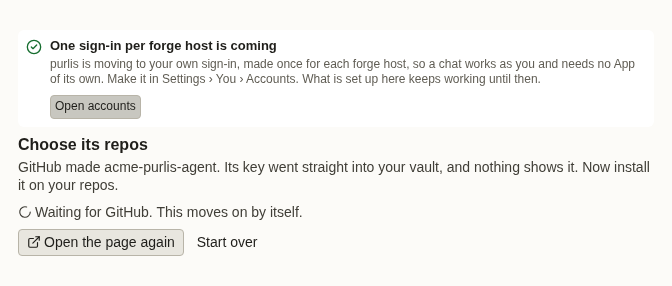 One sign-in per forge host is coming
purlis is moving to your own sign-in, made once for each forge host, so a chat works as you and needs no App
of its own. Make it in Settings › You › Accounts. What is set up here keeps working until then.
Open accounts
Choose its repos
GitHub made acme-purlis-agent. Its key went straight into your vault, and nothing shows it. Now install
it on your repos.
Waiting for GitHub. This moves on by itself.
Open the page again
Start over